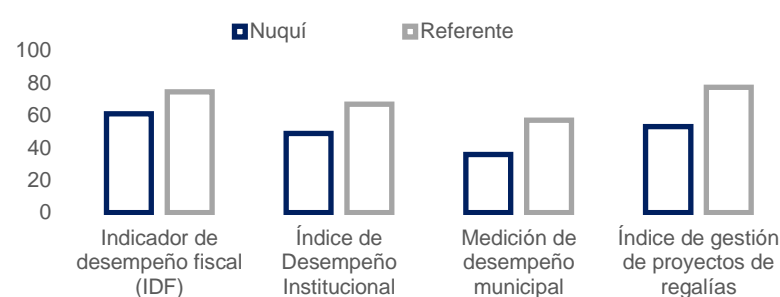 Nuquí
Referente
100
80
60
40
20
0
Indicador de
desempeño fiscal
(IDF)
Índice de
Desempeño
Institucional
Medición de
desempeño
municipal
Índice de gestión
de proyectos de
regalías